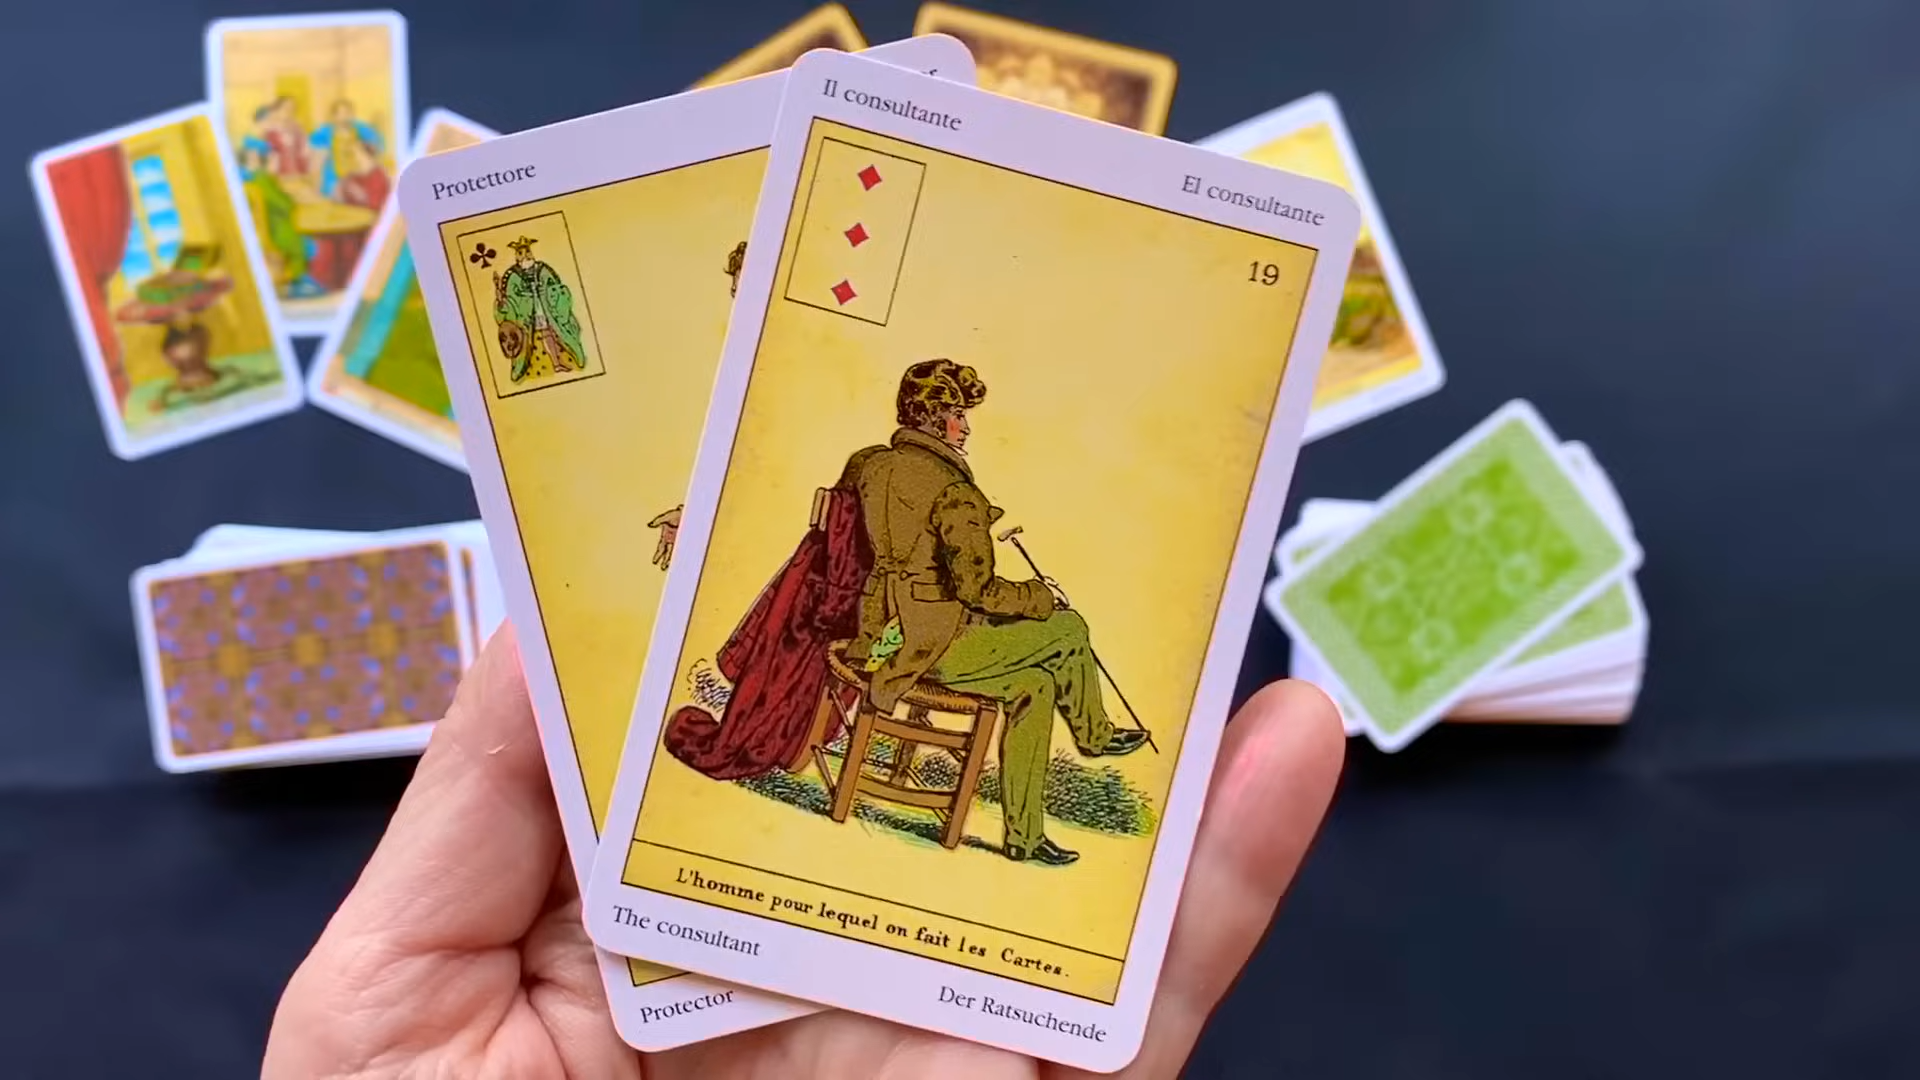 Protettore
Il consultante
El consultante
19
L'homme pour lequel on fait les Cartes.
The consultant
Der Ratsuchende
Protector